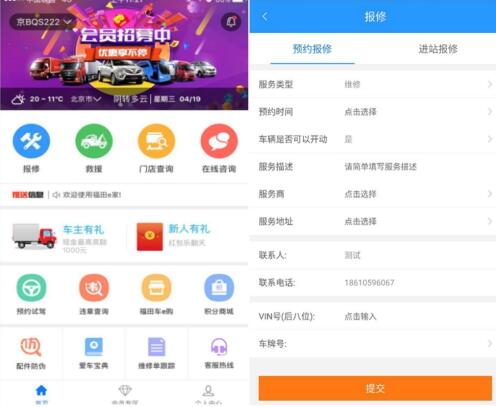 京BQS222
会员招募中
优惠享不停
20 ~ 11°C 北京市 阴转多云 | 星期三 04/19
报修 救援 门店查询 在线咨询
推送信息 欢迎使用福田e家!
车主有礼
现金最高奖励
1000元
新人有礼
红包乐翻天
预约试驾 违章查询 福田车e购 积分商城
配件防伪 爱车宝典 维修单跟踪 客服热线
首页 会员专区 个人中心
报修
预约报修 进站报修
服务类型 维修
预约时间 点击选择
车辆是否可以开动 是
服务描述 请简单填写服务描述
服务商 点击选择
服务地址 点击选择
联系人: 测试
联系电话: 18610596067
VIN号(后八位): 点击输入
车牌号:
提交